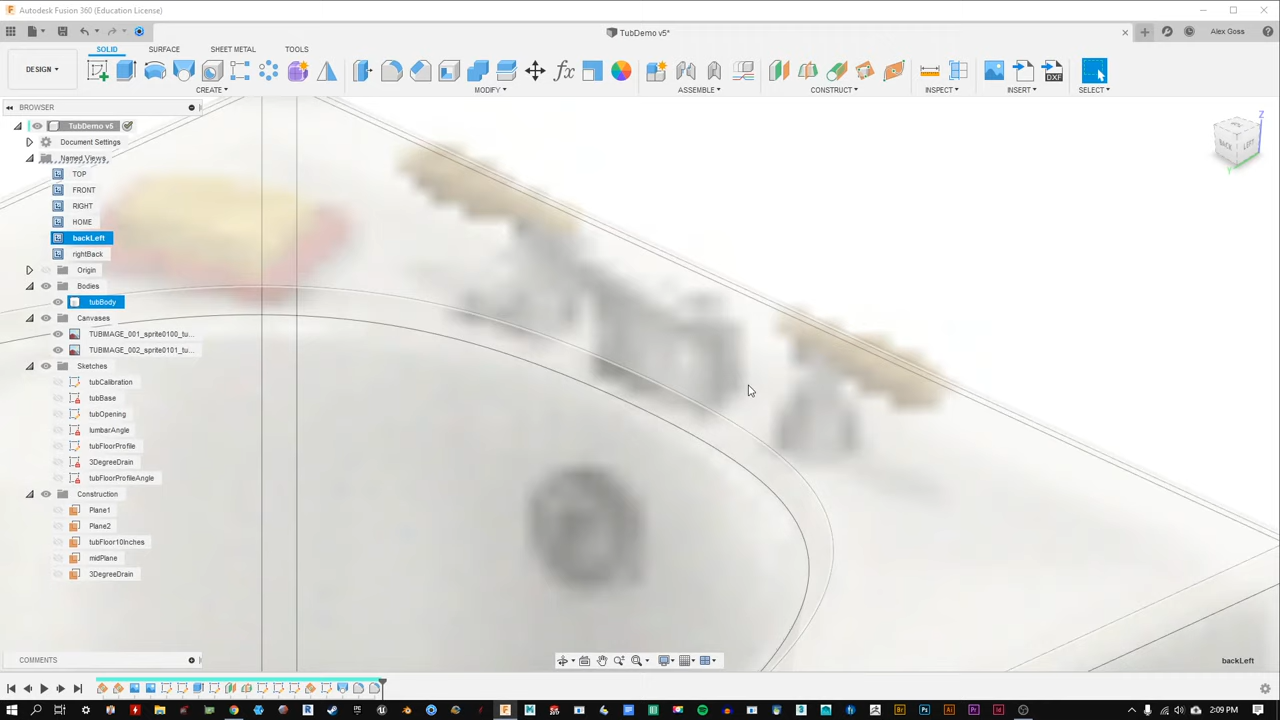 Autodesk Fusion 360 (Education License)
TubDemo v5*
Alex Goss
DESIGN
SOLID
SURFACE
SHEET METAL
TOOLS
CREATE
MODIFY
ASSEMBLE
CONSTRUCT
INSPECT
INSERT
SELECT
BROWSER
TubDemo v5
Document Settings
Named Views
TOP
FRONT
RIGHT
HOME
backLeft
rightBack
Origin
Bodies
tubBody
Canvases
TUBIMAGE_001_sprite0100_tu...
TUBIMAGE_002_sprite0101_tu...
Sketches
tubCalibration
tubBase
tubOpening
lumbarAngle
tubFloorProfile
3DegreeDrain
tubFloorProfileAngle
Construction
Plane1
Plane2
tubFloor10Inches
midPlane
3DegreeDrain
Z
BACK
LEFT
COMMENTS
backLeft
2:09 PM